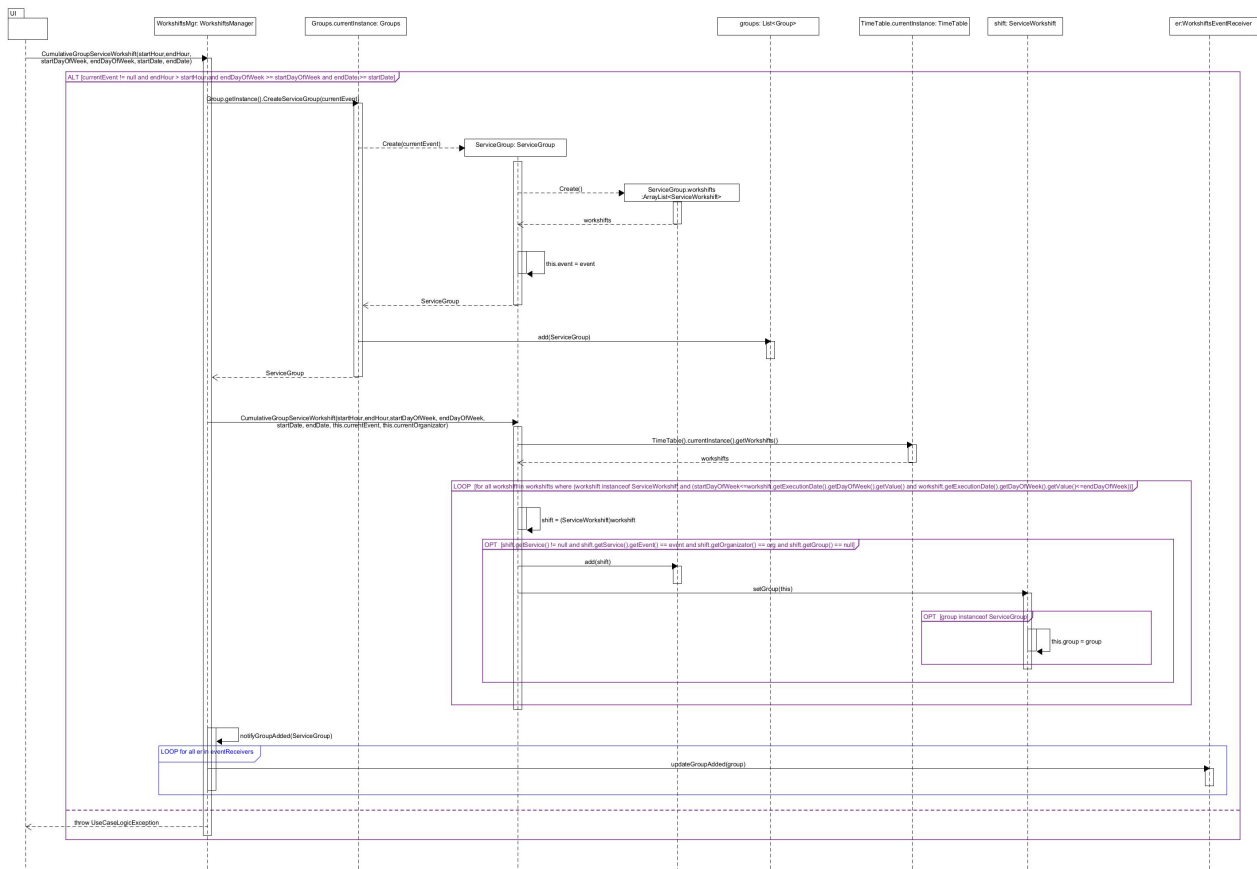 UI
WorkshiftsMgr: WorkshiftsManager
Groups.currentInstance: Groups
groups: List<Group>
TimeTable.currentInstance: TimeTable
shift: ServiceWorkshift
er:WorkshiftsEventReceiver
CumulativeGroupServiceWorkshift(startHour,endHour,
startDayOfWeek, endDayOfWeek, startDate, endDate)
ALT [currentEvent != null and endHour > startHour and endDayOfWeek >= startDayOfWeek and endDate >= startDate]
Group.getInstance().CreateServiceGroup(currentEvent)
Create(currentEvent)
ServiceGroup: ServiceGroup
Create()
ServiceGroup.workshifts
:ArrayList<ServiceWorkshift>
workshifts
this.event = event
ServiceGroup
add(ServiceGroup)
ServiceGroup
CumulativeGroupServiceWorkshift(startHour,endHour,startDayOfWeek, endDayOfWeek,
startDate, endDate, this.currentEvent, this.currentOrganizator)
TimeTable().currentInstance().getWorkshifts()
workshifts
LOOP [for all workshift in workshifts where (workshift instanceof ServiceWorkshift and (startDayOfWeek<=workshift.getExecutionDate().getDayOfWeek().getValue() and workshift.getExecutionDate().getDayOfWeek().getValue()<=endDayOfWeek))]
shift = (ServiceWorkshift)workshift
OPT [shift.getService() != null and shift.getService().getEvent() == event and shift.getOrganizator() == org and shift.getGroup() == null]
add(shift)
setGroup(this)
OPT [group instanceof ServiceGroup]
this.group = group
notifyGroupAdded(ServiceGroup)
LOOP for all er in eventReceivers
updateGroupAdded(group)
throw UseCaseLogicException